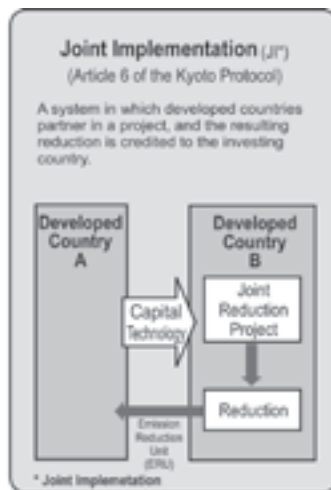 Joint Implementation (JI*)
(Article 6 of the Kyoto Protocol)
A system in which developed countries
partner in a project, and the resulting
reduction is credited to the investing
country.
Developed
Country
A
Developed
Country
B
Capital
Technology
Joint
Reduction
Project
Reduction
Emission
Reduction
Unit
(ERU)
* Joint Implemetation